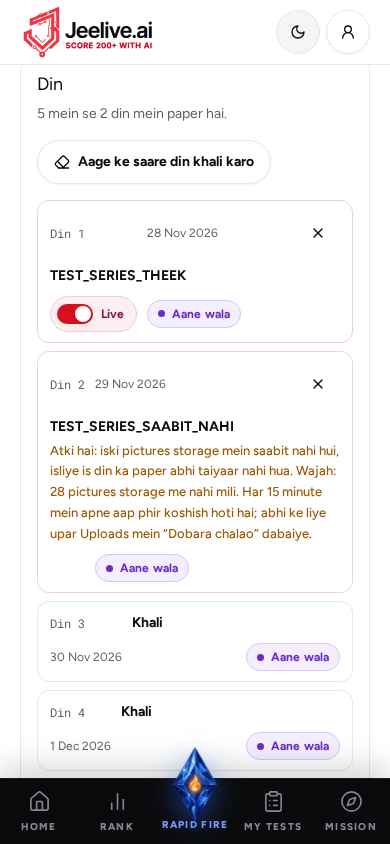 Jeelive.ai
SCORE 200+ WITH AI
Din
5 mein se 2 din mein paper hai.
Aage ke saare din khali karo
Din 1 28 Nov 2026
TEST_SERIES_THEEK
Live Aane wala
Din 2 29 Nov 2026
TEST_SERIES_SAABIT_NAHI
Atki hai: iski pictures storage mein saabit nahi hui,
isliye is din ka paper abhi taiyaar nahi hua. Wajah:
28 pictures storage me nahi mili. Har 15 minute
mein apne aap phir koshish hoti hai; abhi ke liye
upar Uploads mein “Dobara chalao” dabaiye.
Aane wala
Din 3 Khali
30 Nov 2026 Aane wala
Din 4 Khali
1 Dec 2026 Aane wala
HOME RANK RAPID FIRE MY TESTS MISSION